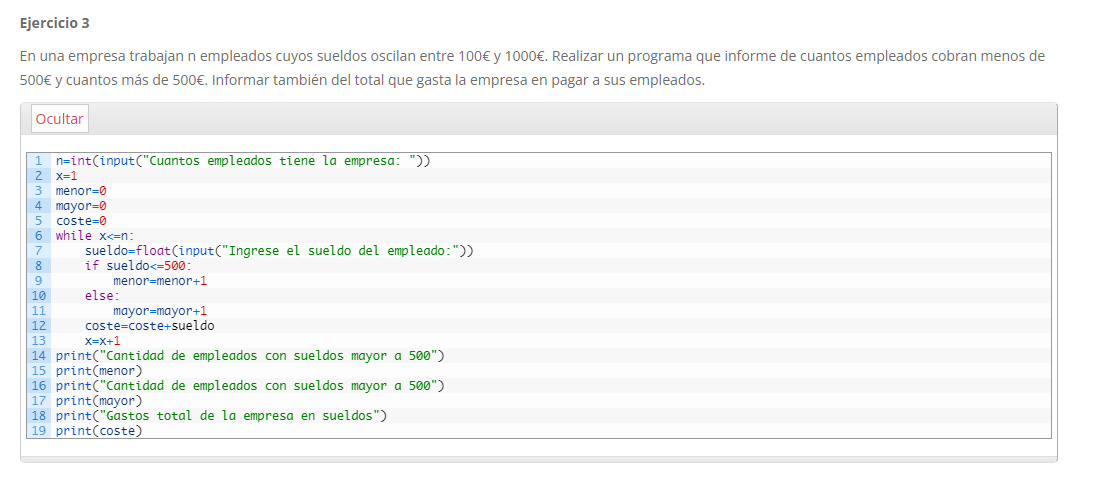 Ejercicio 3
En una empresa trabajan n empleados cuyos sueldos oscilan entre 100€ y 1000€. Realizar un programa que informe de cuantos empleados cobran menos de
500€ y cuantos más de 500€. Informar también del total que gasta la empresa en pagar a sus empleados.
Ocultar
1 n=int(input("Cuantos empleados tiene la empresa: "))
2 x=1
3 menor=0
4 mayor=0
5 coste=0
6 while x<=n:
7     sueldo=float(input("Ingrese el sueldo del empleado:"))
8     if sueldo<=500:
9         menor=menor+1
10     else:
11         mayor=mayor+1
12     coste=coste+sueldo
13     x=x+1
14 print("Cantidad de empleados con sueldos mayor a 500")
15 print(menor)
16 print("Cantidad de empleados con sueldos mayor a 500")
17 print(mayor)
18 print("Gastos total de la empresa en sueldos")
19 print(coste)